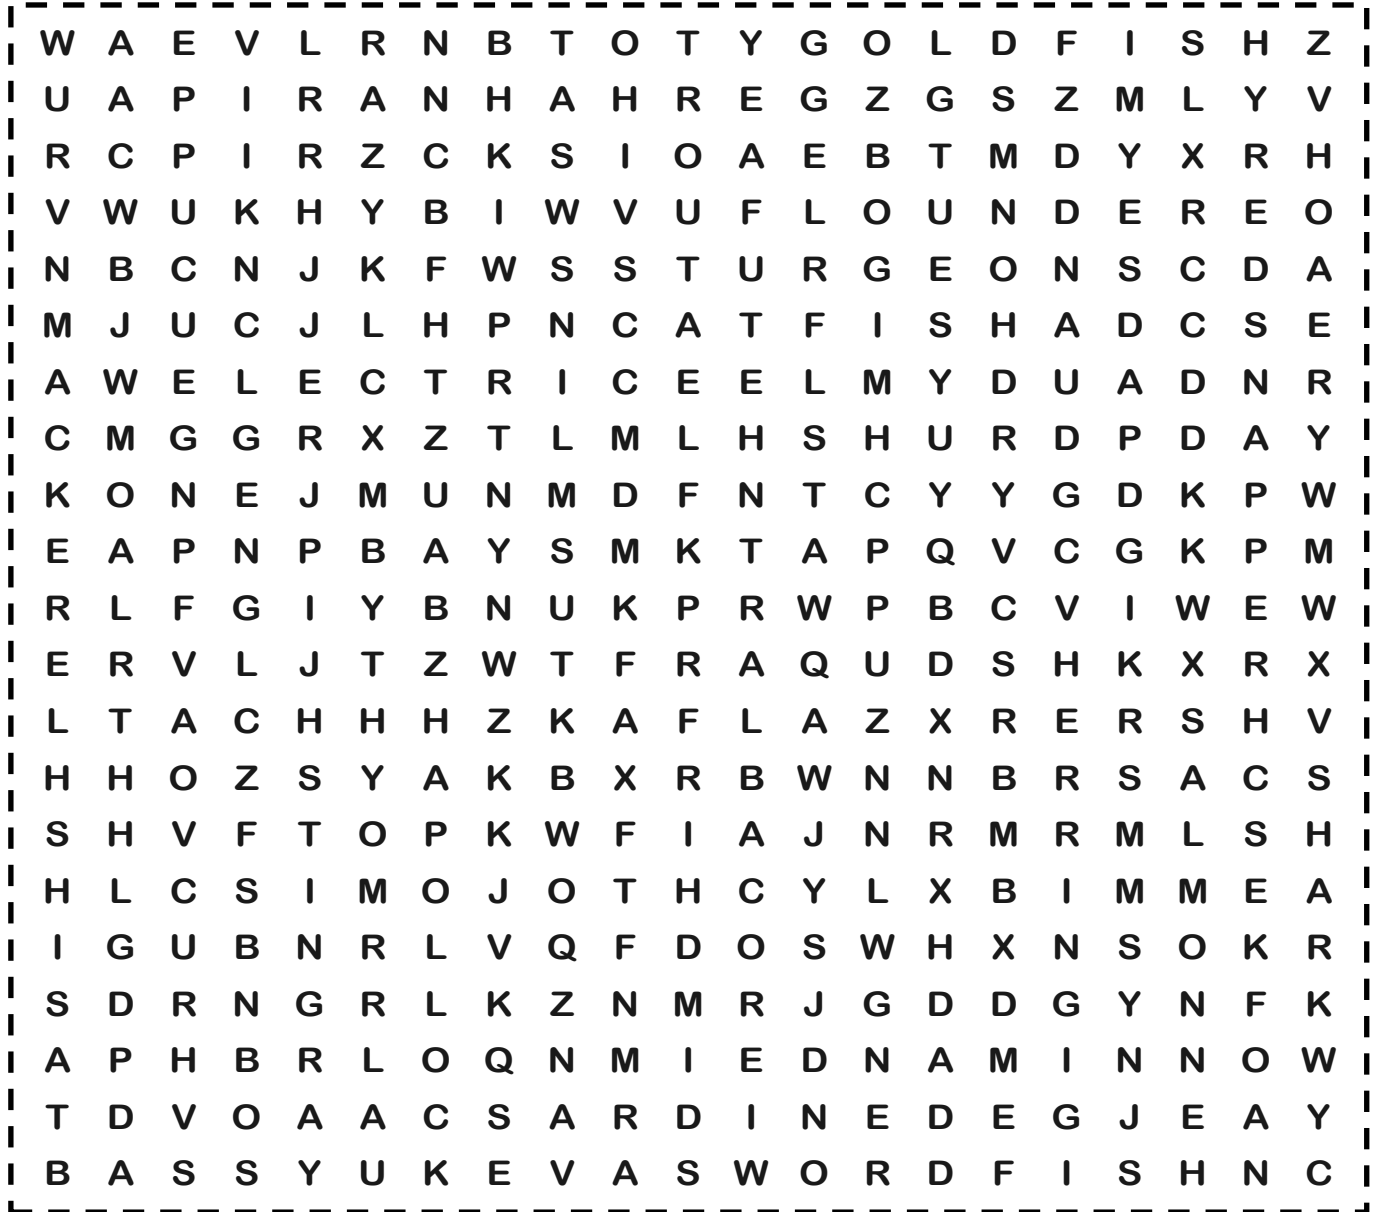 W A E V L R N B T O T Y G O L D F I S H Z
U A P I R A N H A H R E G Z G S Z M L Y V
R C P I R Z C K S I O A E B T M D Y X R H
V W U K H Y B I W V U F L O U N D E R E O
N B C N J K F W S S T U R G E O N S C D A
M J U C J L H P N C A T F I S H A D C S E
A W E L E C T R I C E E L M Y D U A D N R
C M G G R X Z T L M L H S H U R D P D A Y
K O N E J M U N M D F N T C Y Y G D K P W
E A P N P B A Y S M K T A P Q V C G K P M
R L F G I Y B N U K P R W P B C V I W E W
E R V L J T Z W T F R A Q U D S H K X R X
L T A C H H H Z K A F L A Z X R E R S H V
H H O Z S Y A K B X R B W N N B R S A C S
S H V F T O P K W F I A J N R M R M L S H
H L C S I M O J O T H C Y L X B I M M E A
I G U B N R L V Q F D O S W H X N S O K R
S D R N G R L K Z N M R J G D D G Y N F K
A P H B R L O Q N M I E D N A M I N N O W
T D V O A A C S A R D I N E D E G J E A Y
B A S S Y U K E V A S W O R D F I S H N C